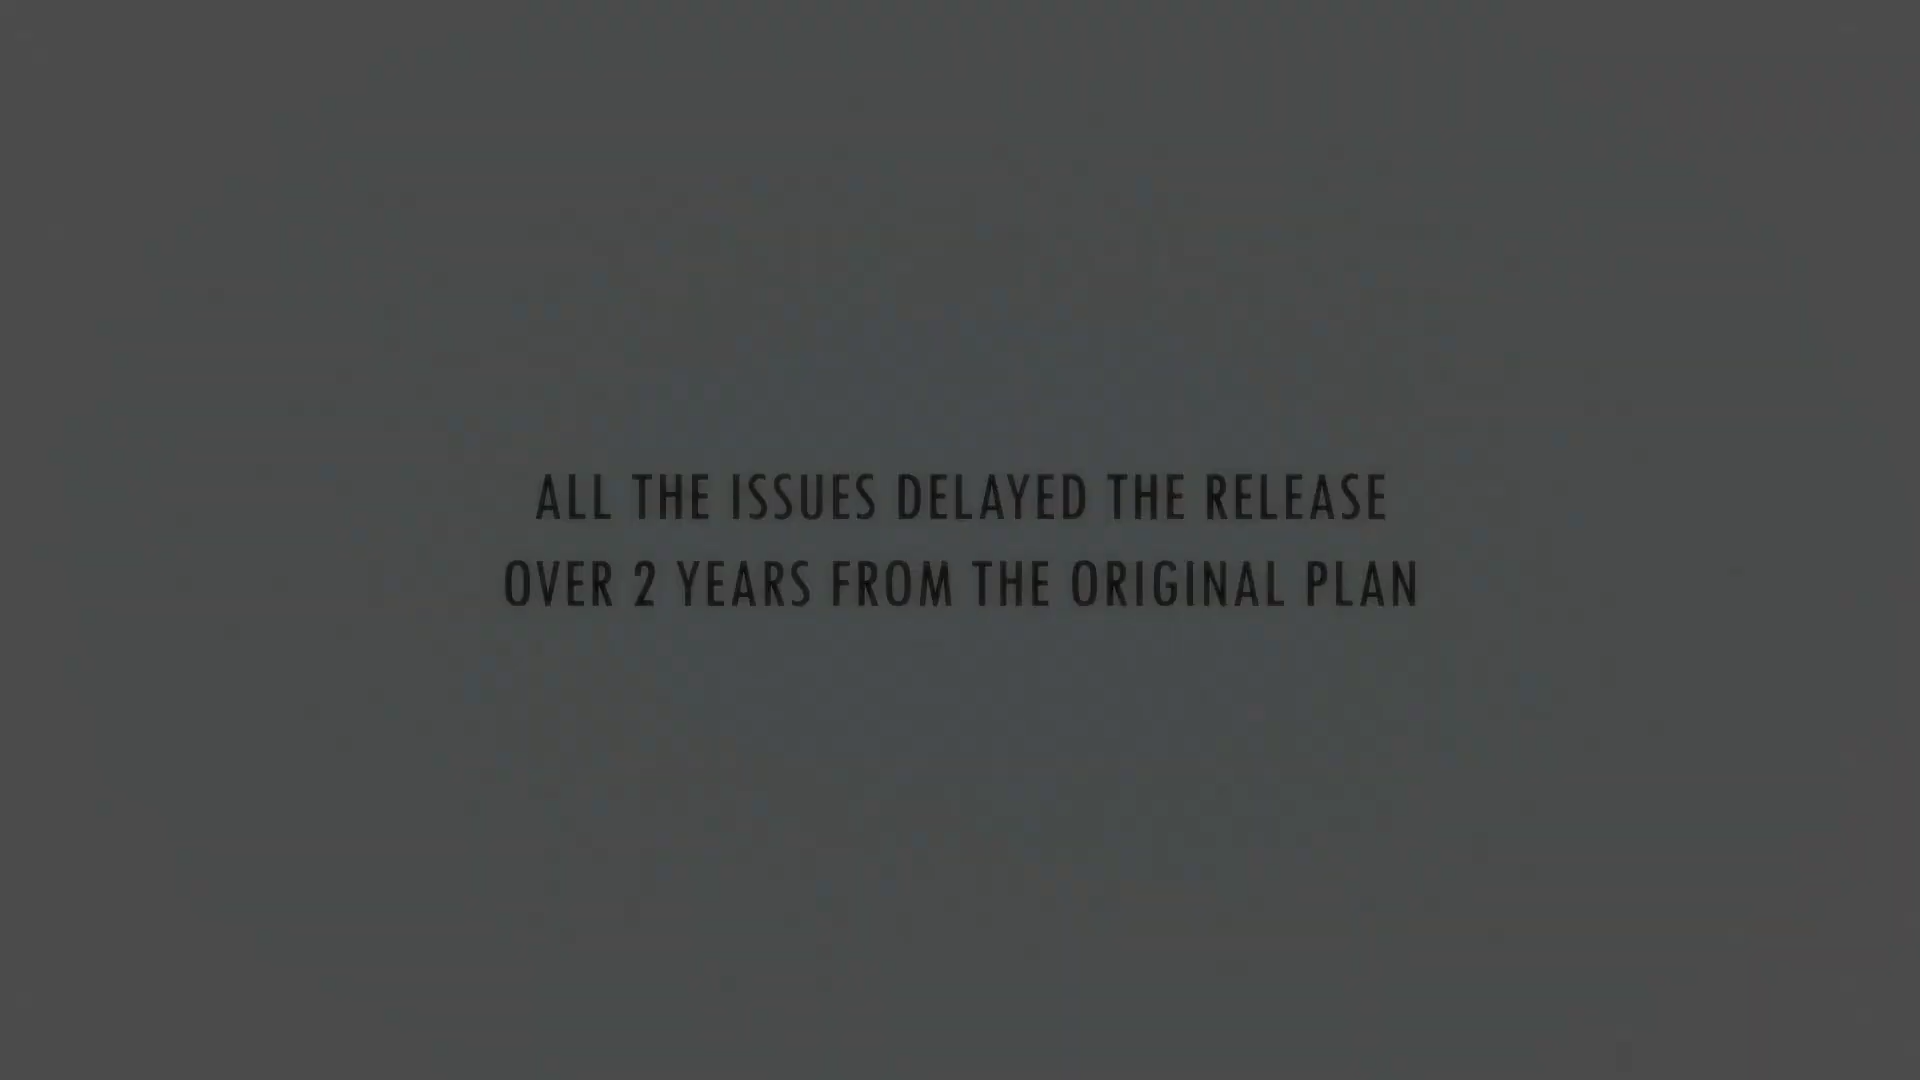 ALL THE ISSUES DELAYED THE RELEASE
OVER 2 YEARS FROM THE ORIGINAL PLAN